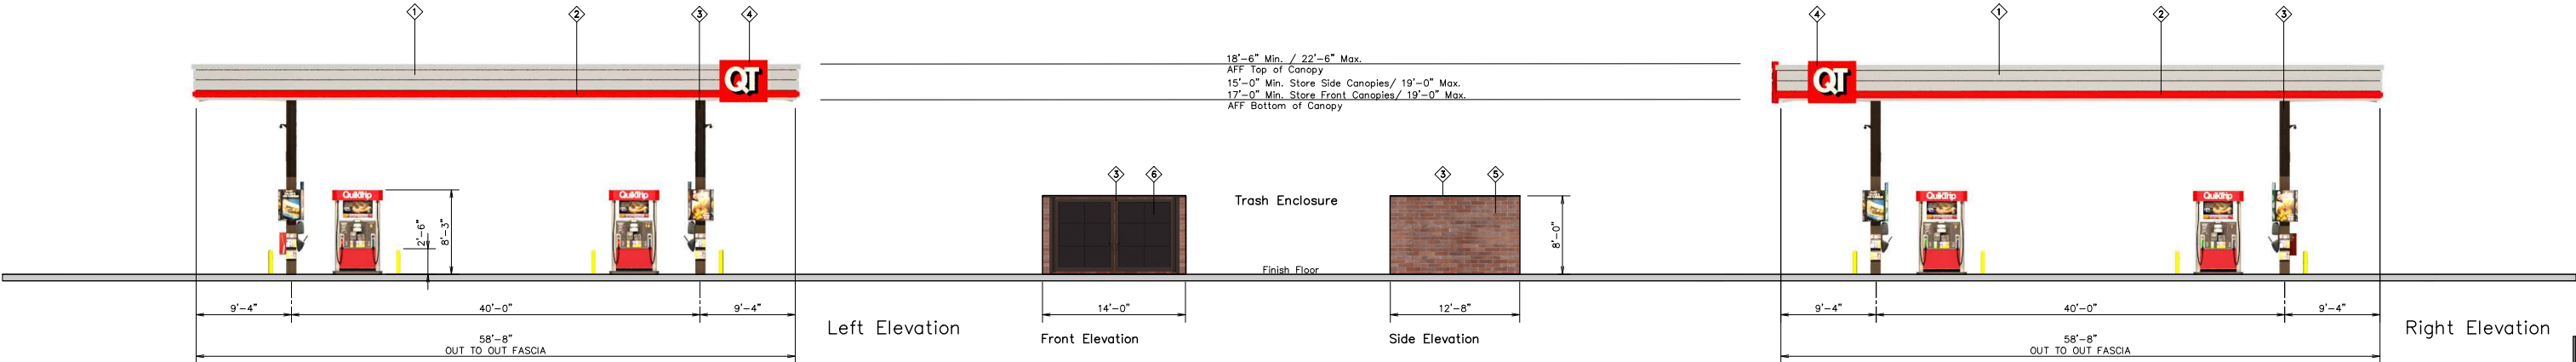 1
2
3
4
QT
18'-6" Min. / 22'-6" Max.
AFF Top of Canopy
15'-0" Min. Store Side Canopies/ 19'-0" Max.
17'-0" Min. Store Front Canopies/ 19'-0" Max.
AFF Bottom of Canopy
4
1
2
3
QT
QuikTrip
QuikTrip
2'-6"
8'-3"
3
6
Trash Enclosure
3
5
8'-0"
QuikTrip
QuikTrip
Finish Floor
9'-4"
40'-0"
9'-4"
58'-8"
OUT TO OUT FASCIA
Left Elevation
14'-0"
Front Elevation
12'-8"
Side Elevation
9'-4"
40'-0"
9'-4"
58'-8"
OUT TO OUT FASCIA
Right Elevation